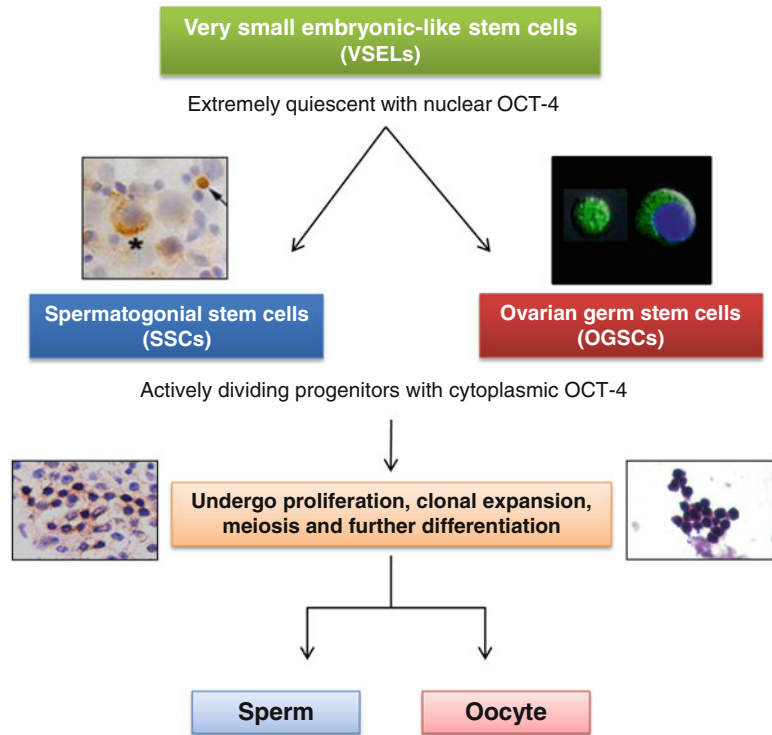 Very small embryonic-like stem cells
(VSELs)
Extremely quiescent with nuclear OCT-4
*
Spermatogonial stem cells
(SSCs)
Ovarian germ stem cells
(OGSCs)
Actively dividing progenitors with cytoplasmic OCT-4
Undergo proliferation, clonal expansion,
meiosis and further differentiation
Sperm
Oocyte